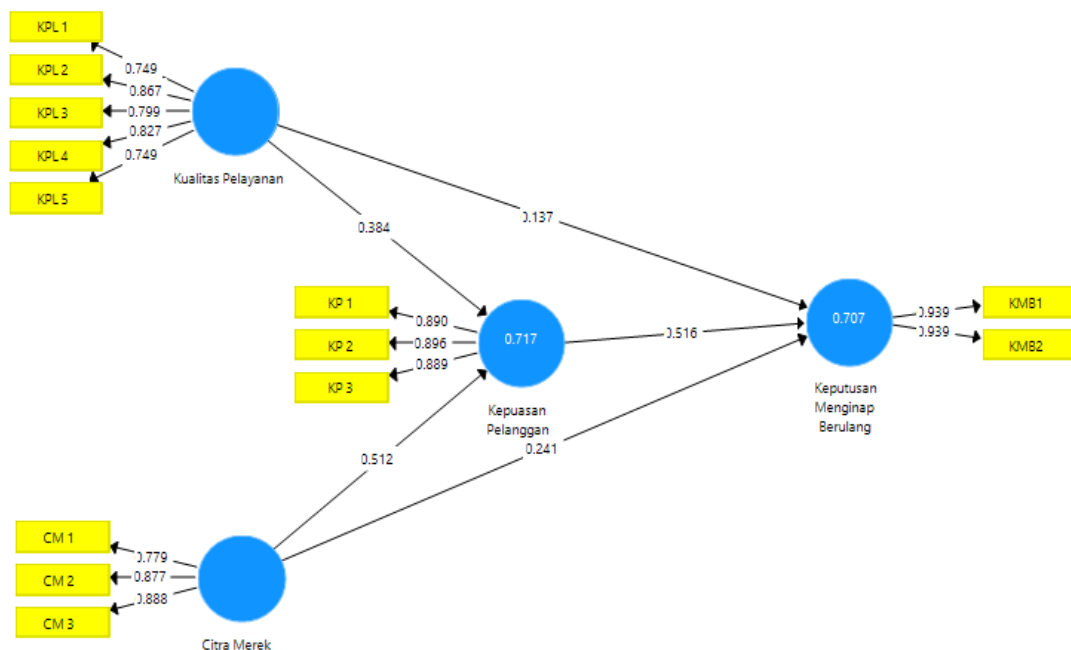 KPL 1
0.749
KPL 2
0.867
KPL 3
0.799
KPL 4
0.827
0.749
KPL 5
Kualitas Pelayanan
0.137
0.384
KP 1
0.890
KP 2
0.896
KP 3
0.889
0.717
Kepuasan
Pelanggan
0.516
0.707
Keputusan
Menginap
Berulang
KMB1
0.939
KMB2
0.939
0.241
0.512
CM 1
0.779
CM 2
0.877
CM 3
0.888
Citra Merek